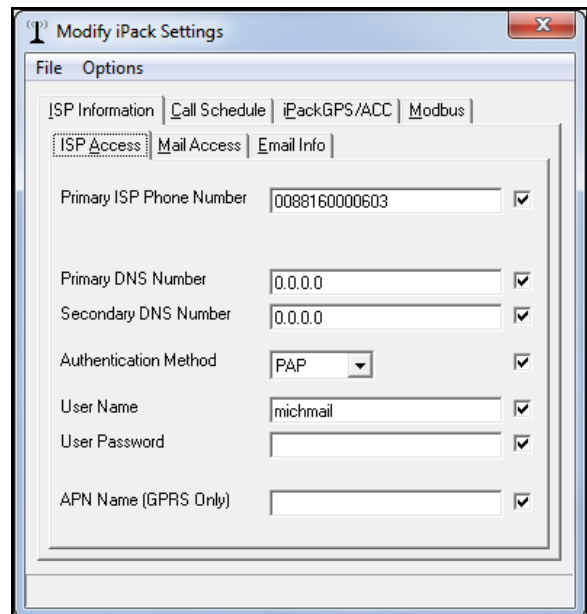 Modify iPack Settings
File Options
ISP Information Call Schedule iPackGPS/ACC Modbus
ISP Access Mail Access Email Info
Primary ISP Phone Number 0088160000603
Primary DNS Number 0.0.0.0
Secondary DNS Number 0.0.0.0
Authentication Method PAP
User Name michmail
User Password
APN Name (GPRS Only)